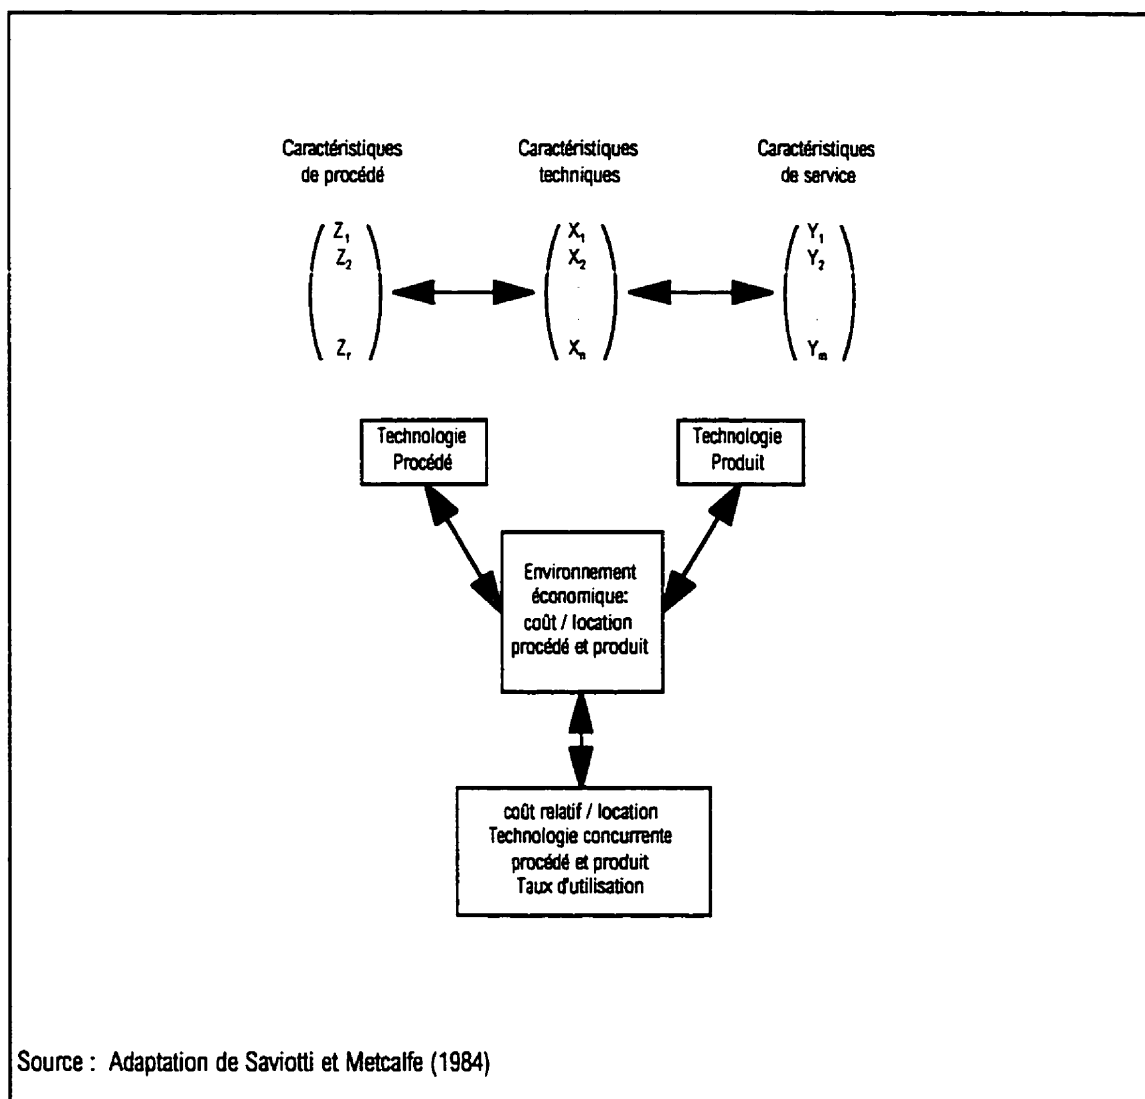 Caractéristiques
de procédé
Caractéristiques
techniques
Caractéristiques
de service
Z₁
Z₂
Zᵣ
X₁
X₂
Xₙ
Y₁
Y₂
Yₘ
Technologie
Procédé
Technologie
Produit
Environnement
économique:
coût / location
procédé et produit
coût relatif / location
Technologie concurrente
procédé et produit
Taux d'utilisation
Source : Adaptation de Saviotti et Metcalfe (1984)